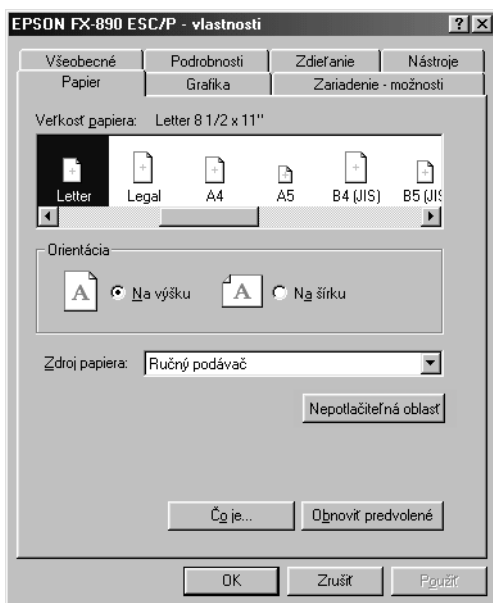 EPSON FX-890 ESC/P - vlastnosti
Všeobecné Podrobnosti Zdieľanie Nástroje
Papier Grafika Zariadenie - možnosti
Veľkosť papiera: Letter 8 1/2 x 11"
Letter Legal A4 A5 B4 (JIS) B5 (JIS
Orientácia
A Na výšku A Na šírku
Zdroj papiera: Ručný podávač
Nepotlačiteľná oblasť
Čo je... Obnoviť predvolené
OK Zrušiť Použiť